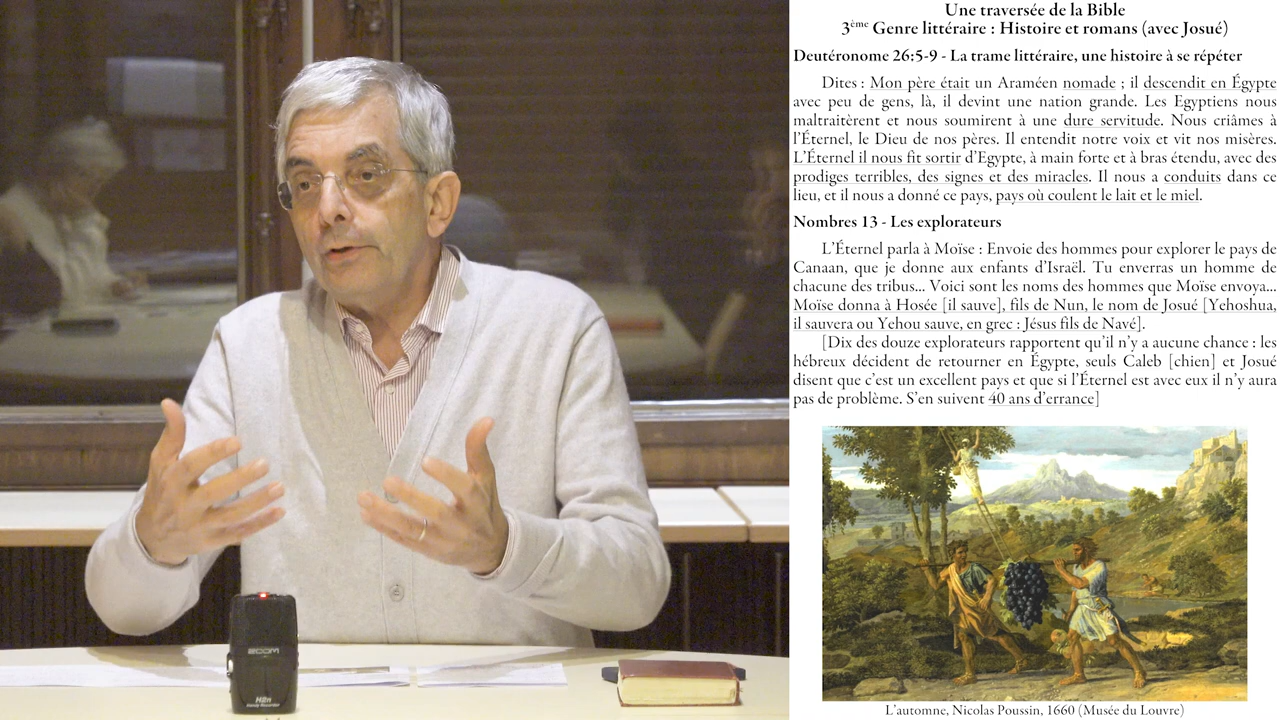 Une traversée de la Bible
3ème Genre littéraire : Histoire et romans (avec Josué)
Deutéronome 26:5-9 - La trame littéraire, une histoire à se répéter
Dites : Mon père était un Araméen nomade ; il descendit en Égypte
avec peu de gens, là, il devint une nation grande. Les Egyptiens nous
maltraitèrent et nous soumirent à une dure servitude. Nous criâmes à
l'Éternel, le Dieu de nos pères. Il entendit notre voix et vit nos misères.
L'Éternel il nous fit sortir d'Egypte, à main forte et à bras étendu, avec des
prodiges terribles, des signes et des miracles. Il nous a conduits dans ce
lieu, et il nous a donné ce pays, pays où coulent le lait et le miel.
Nombres 13 - Les explorateurs
L'Éternel parla à Moïse : Envoie des hommes pour explorer le pays de
Canaan, que je donne aux enfants d'Israël. Tu enverras un homme de
chacune des tribus... Voici sont les noms des hommes que Moïse envoya...
Moïse donna à Hosée [il sauve], fils de Nun, le nom de Josué [Yehoshua,
il sauvera ou Yehou sauve, en grec : Jésus fils de Navé].
[Dix des douze explorateurs rapportent qu'il n'y a aucune chance : les
hébreux décident de retourner en Égypte, seuls Caleb [chien] et Josué
disent que c'est un excellent pays et que si l'Éternel est avec eux il n'y aura
pas de problème. S'en suivent 40 ans d'errance]
L'automne, Nicolas Poussin, 1660 (Musée du Louvre)
ZOOM
H2n
Handy Recorder